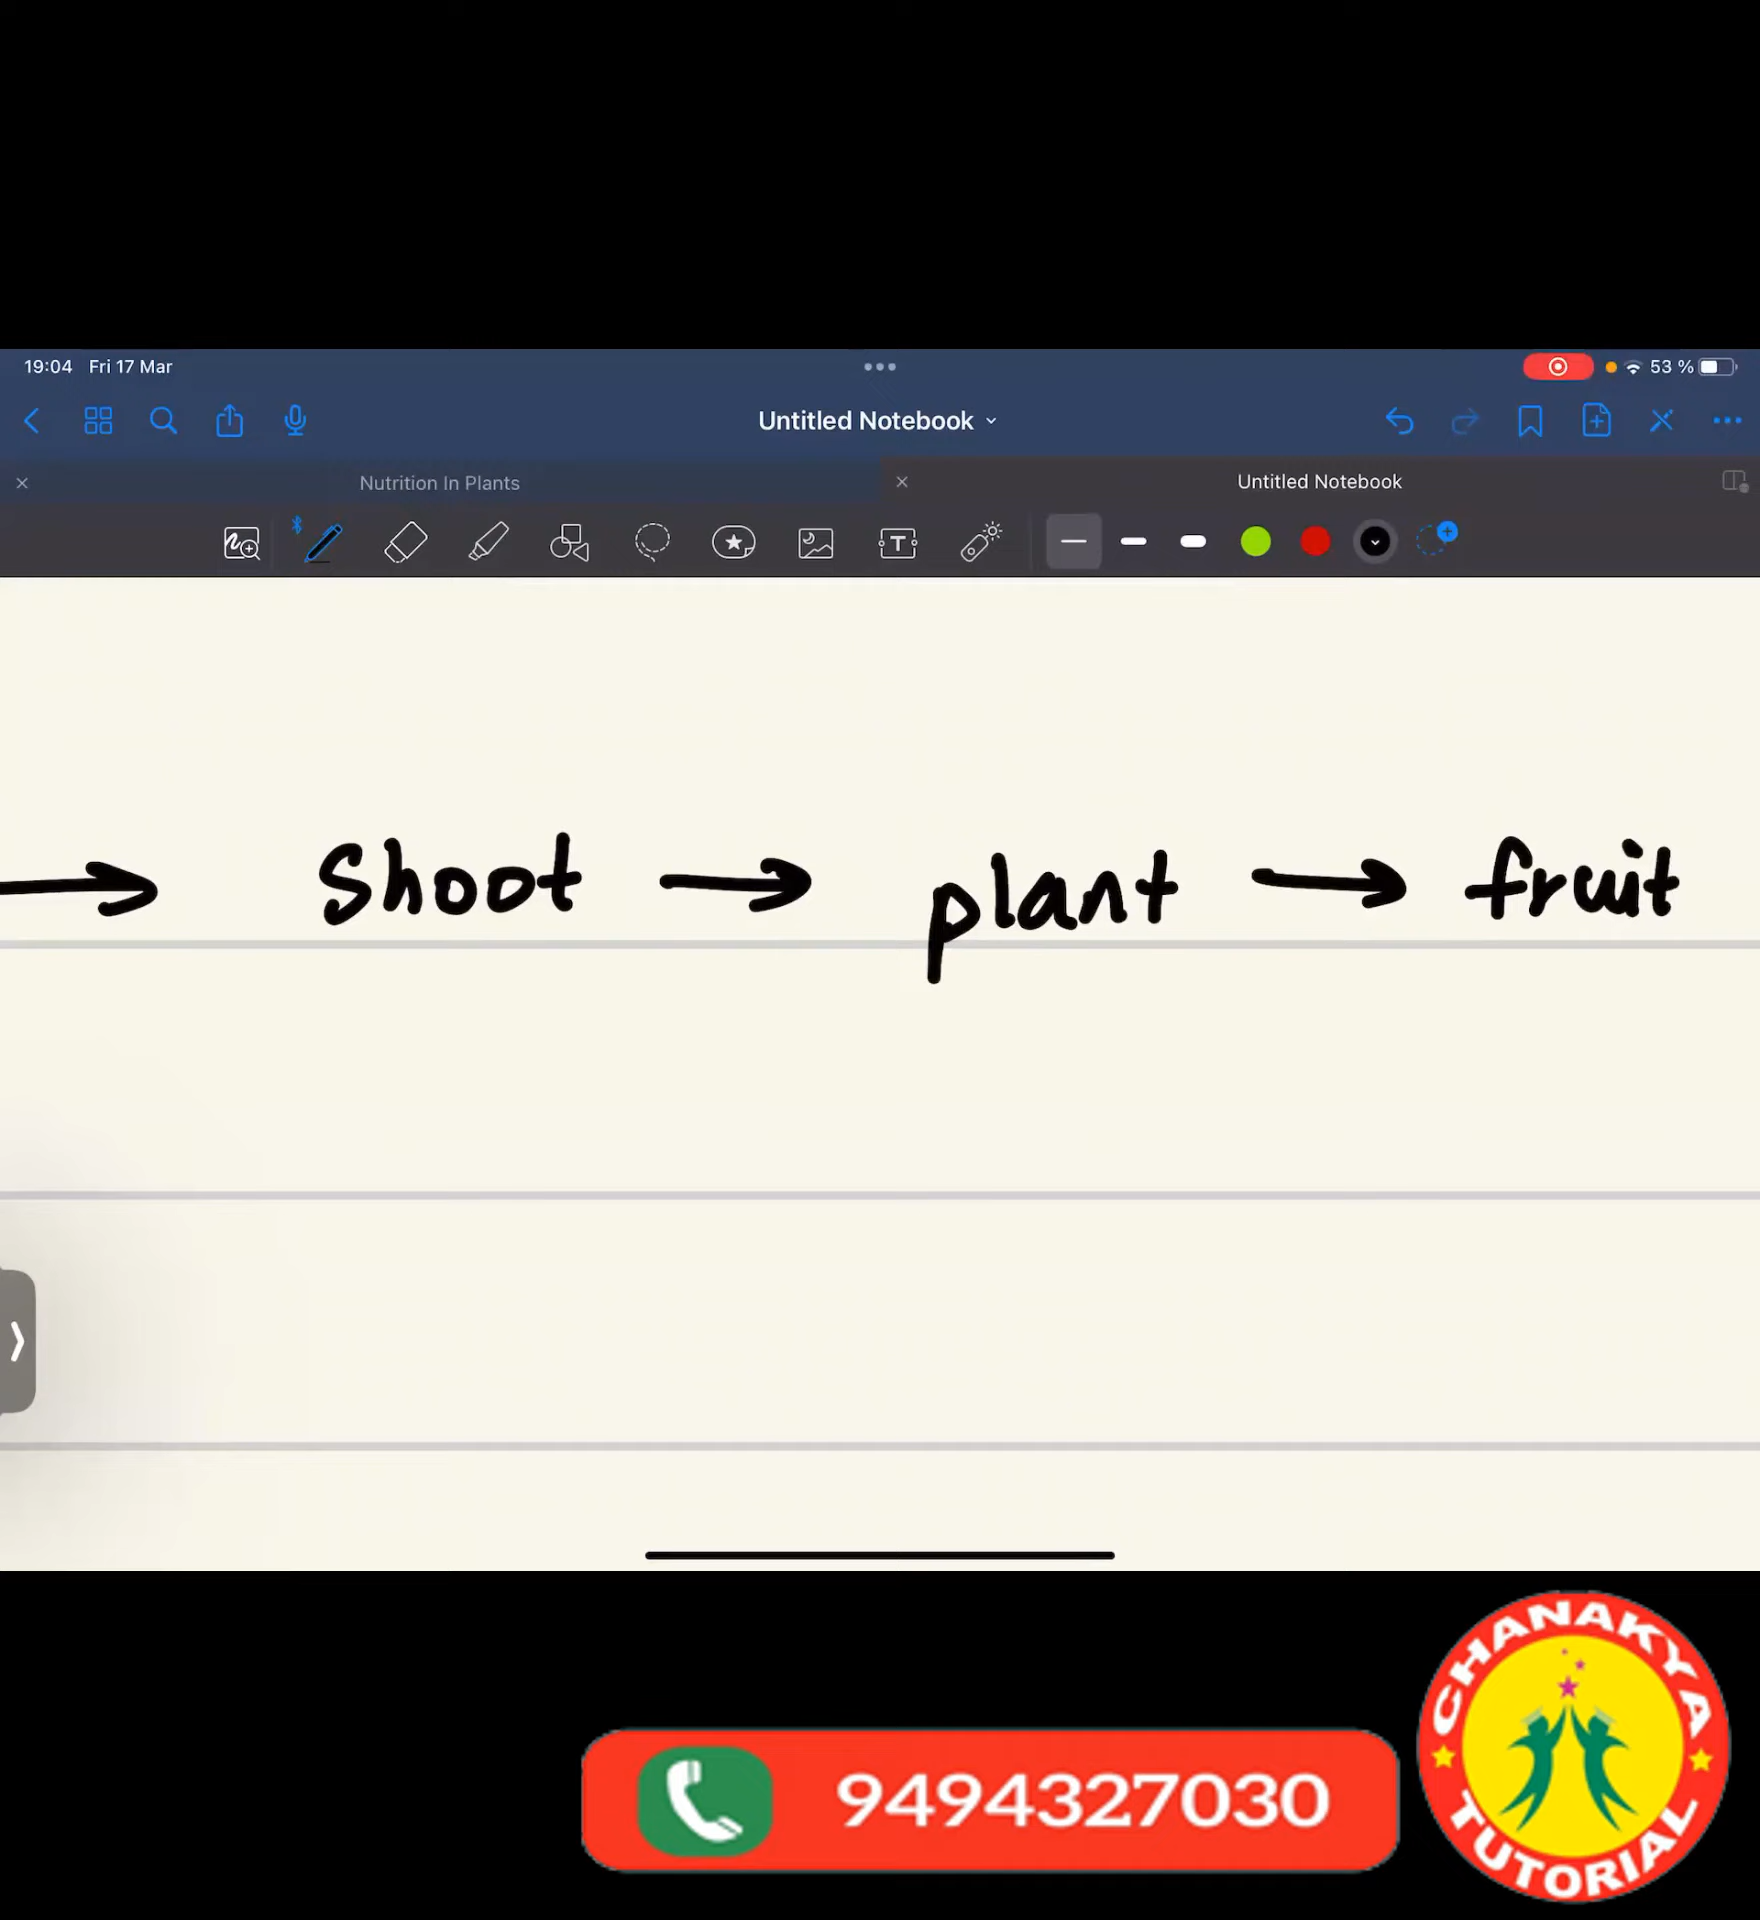 19:04 Fri 17 Mar 53 %
Untitled Notebook
Nutrition In Plants Untitled Notebook
T
→ Shoot → plant → fruit
9494327030
CHANAKYA TUTORIAL